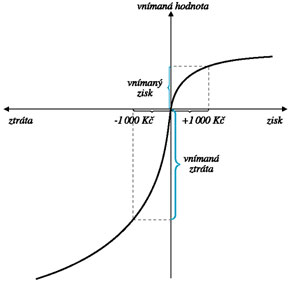 vnímaná hodnota
vnímaný
zisk
ztráta
-1 000 Kč
+1 000 Kč
zisk
vnímaná
ztráta